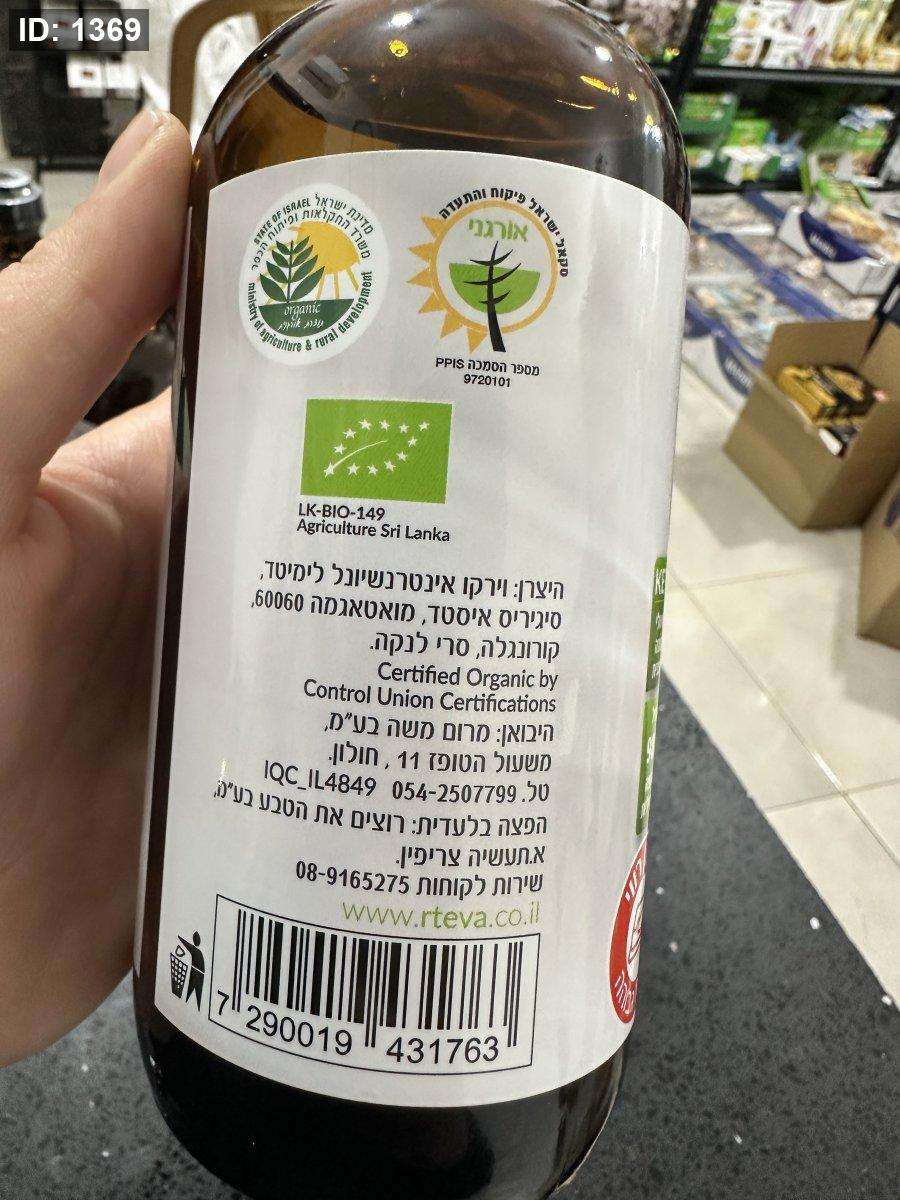 ID: 1369
STATE OF ISRAEL מדינת ישראל
משרד החקלאות ופיתוח הכפר
organic
תוצרת אורגנית
ministry of agriculture & rural development
סקאל ישראל פיקוח והתעדה
אורגני
מספר הסמכה PPIS
9720101
LK-BIO-149
Agriculture Sri Lanka
היצרן: וירקו אינטרנשיונל לימיטד,
סיגיריס איסטד, מואטאגמה 60060,
קורונגלה, סרי לנקה.
Certified Organic by
Control Union Certifications
היבואן: מרום משה בע"מ,
משעול הטופז 11 , חולון.
טל. 054-2507799 IQC_IL4849
הפצה בלעדית: רוצים את הטבע בע"מ,
א.תעשיה צריפין.
שירות לקוחות 08-9165275
www.rteva.co.il
7 290019 431763